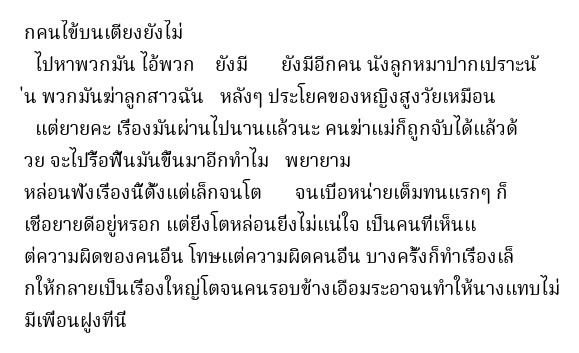 กคนไข้บนเตียงยังไม่
ไปหาพวกมัน ไอ้พวก ยังมี ยังมีอีกคน นังลูกหมาปากเปราะนั
่น พวกมันฆ่าลูกสาวฉัน หลังๆ ประโยคของหญิงสูงวัยเหมือน
แต่ยายคะ เรื่องมันผ่านไปนานแล้วนะ คนฆ่าแม่ก็ถูกจับได้แล้วด้
วย จะไปรื้อฟื้นมันขึ้นมาอีกทำไม พยายาม
หล่อนฟังเรื่องนี้ตั้งแต่เล็กจนโต จนเบื่อหน่ายเต็มทนแรกๆ ก็
เชื่อยายดีอยู่หรอก แต่ยิ่งโตหล่อนยิ่งไม่แน่ใจ เป็นคนที่เห็นแ
ต่ความผิดของคนอื่น โทษแต่ความผิดคนอื่น บางครั้งก็ทำเรื่องเล็
กให้กลายเป็นเรื่องใหญ่โตจนคนรอบข้างเอือมระอาจนทำให้นางแทบไม่
มีเพื่อนฝูงที่นี่